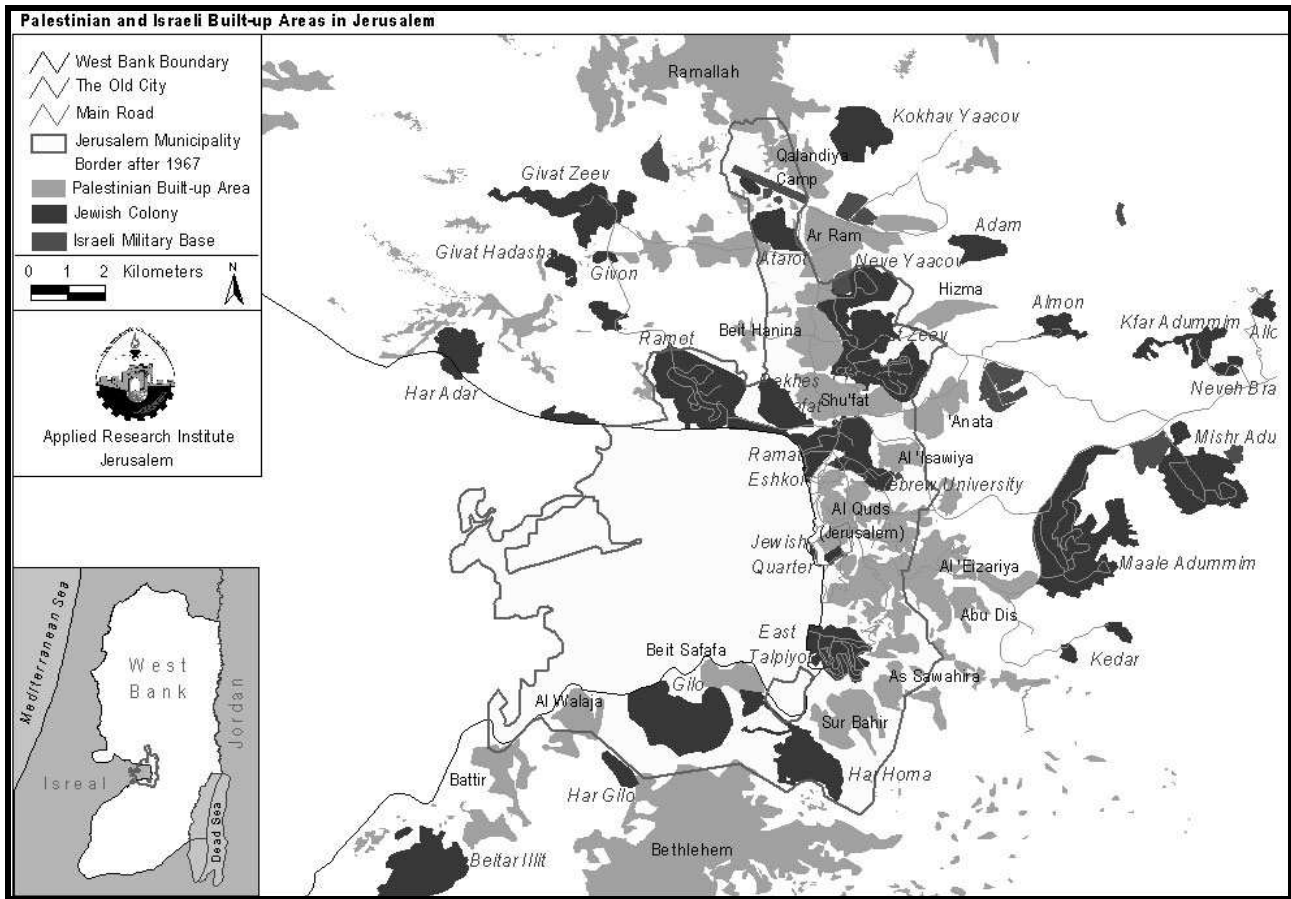 Palestinian and Israeli Built-up Areas in Jerusalem
West Bank Boundary
The Old City
Main Road
Jerusalem Municipality
Border after 1967
Palestinian Built-up Area
Jewish Colony
Israeli Military Base
0 1 2 Kilometers
N
Applied Research Institute
Jerusalem
Mediterranean Sea
West
Bank
Jordan
Isreal
Dead Sea
Ramallah
Kokhav Yaacov
Qalandiya
Camp
Givat Zeev
Ar Ram
Adam
Givat Hadasha
Givon
Atarot
Neve Yaacov
Hizma
Almon
Kfar Adummim
Allc
Beit Hanina
Zeev
Ramot
Neveh Bra
Har Adar
Shu'fat
'Anata
Mishr Adu
Ramat
Eshkol
Al 'Isawiya
Hebrew University
Al Quds
(Jerusalem)
Jewish
Quarter
Al 'Eizariya
Maale Adummim
Abu Dis
East
Talpiyot
Beit Safafa
Kedar
Gilo
As Sawahira
Al Walaja
Sur Bahir
Battir
Har Gilo
Har Homa
Beitar Illit
Bethlehem